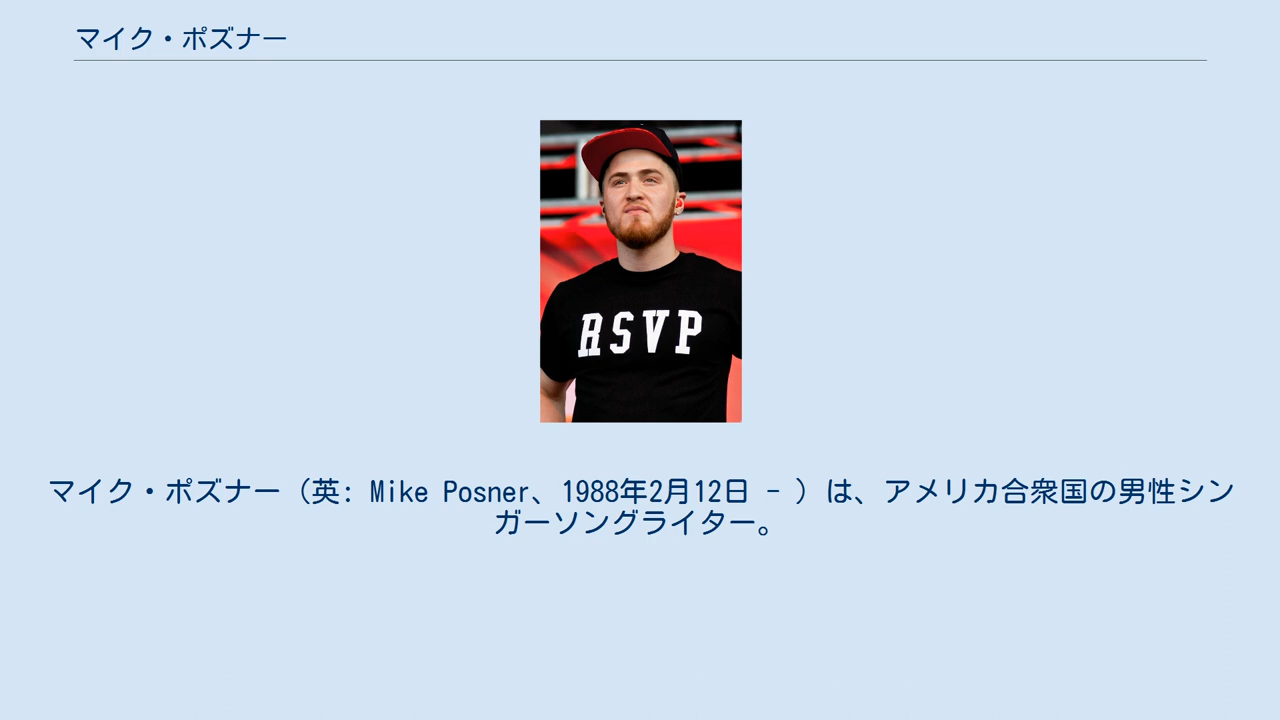 マイク・ポズナー
RSVP
マイク・ポズナー（英: Mike Posner、1988年2月12日 - ）は、アメリカ合衆国の男性シン
ガーソングライター。